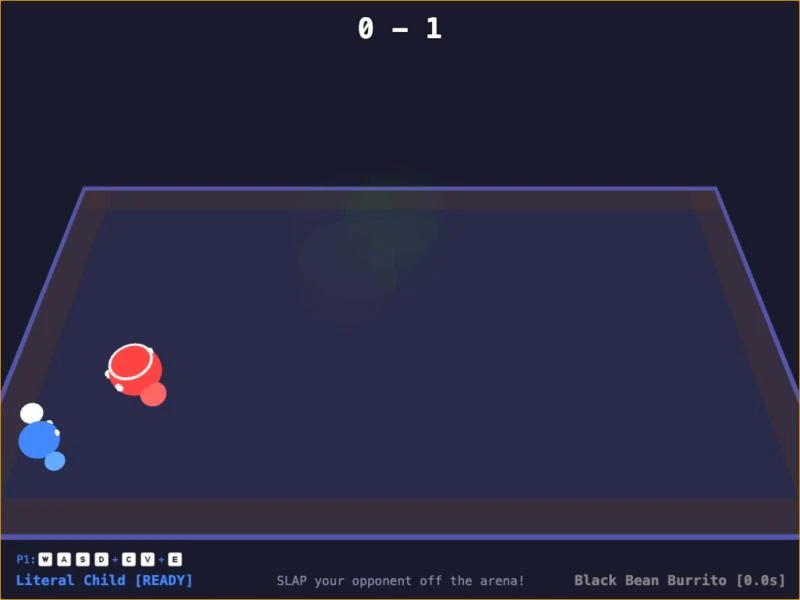 0 – 1
P1: W A S D + C V + E
Literal Child [READY]
SLAP your opponent off the arena!
Black Bean Burrito [0.0s]